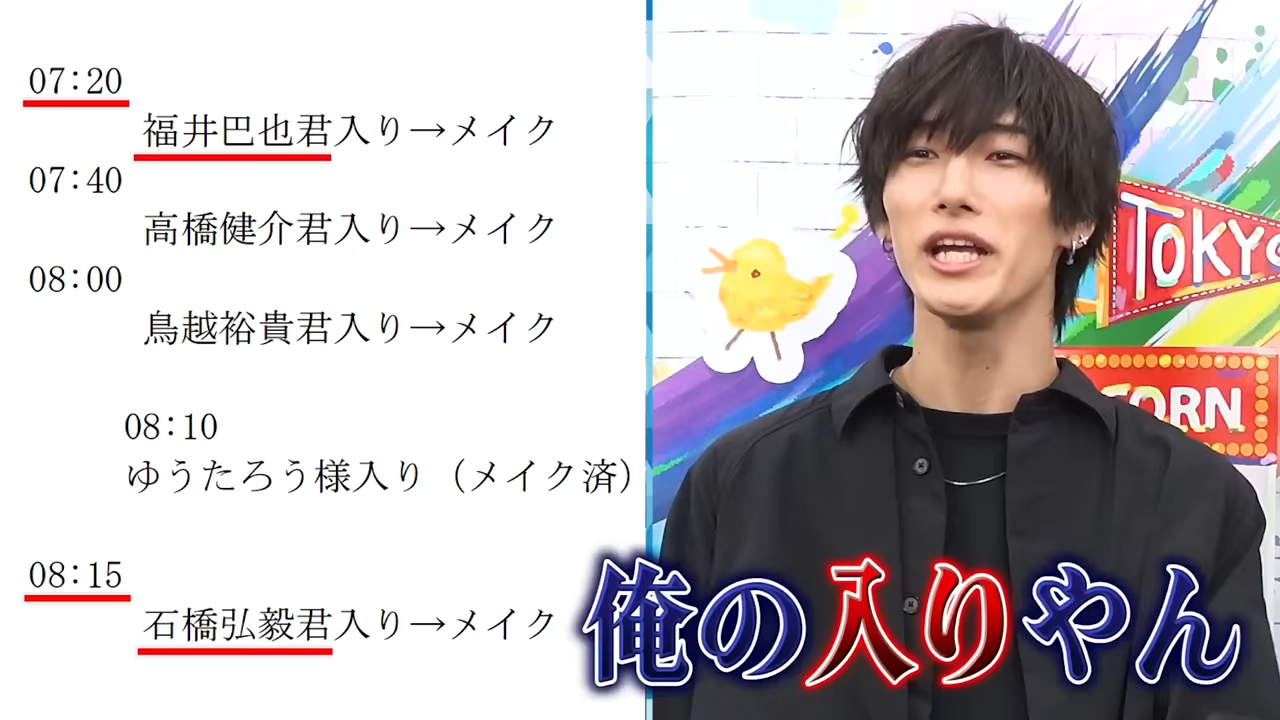 07:20
福井巴也君入り→メイク
07:40
高橋健介君入り→メイク
08:00
鳥越裕貴君入り→メイク
08:10
ゆうたろう様入り（メイク済）
08:15
石橋弘毅君入り→メイク
TOKYO
CORN
俺の入りやん